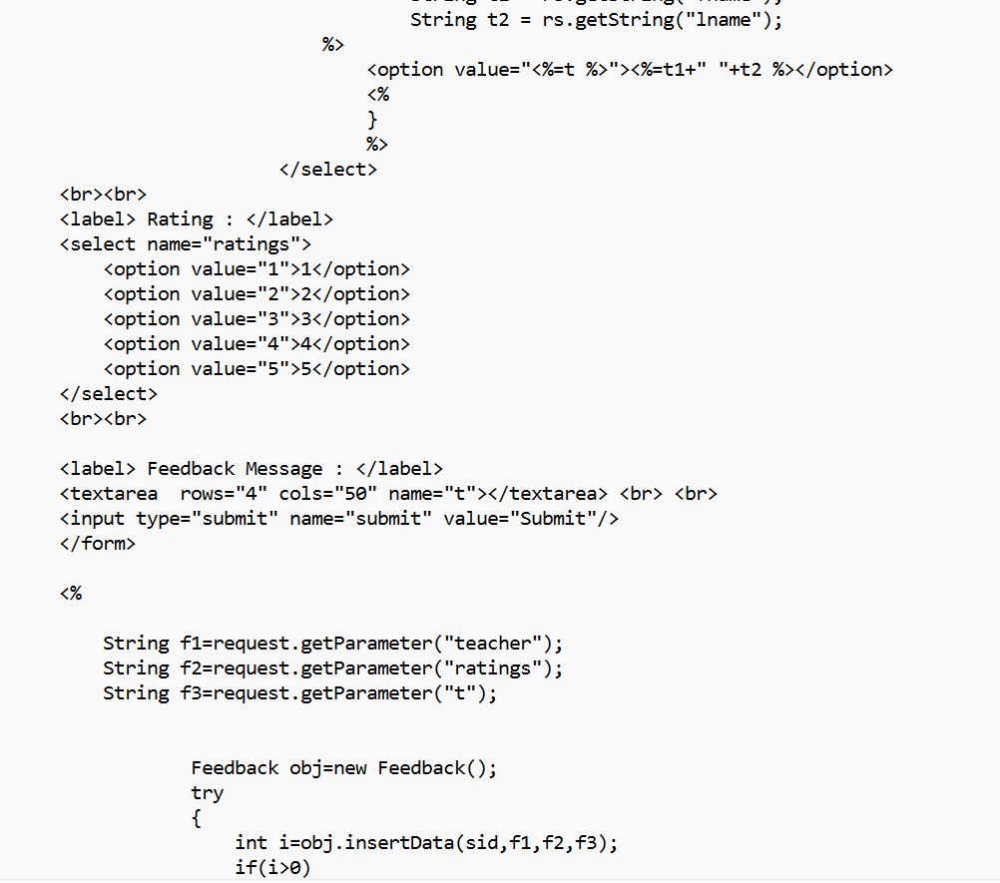 String t2 = rs.getString("lname");
%>
<option value="<%=t %>"><%=t1+" "+t2 %></option>
<%
}
%>
</select>
<br><br>
<label> Rating : </label>
<select name="ratings">
<option value="1">1</option>
<option value="2">2</option>
<option value="3">3</option>
<option value="4">4</option>
<option value="5">5</option>
</select>
<br><br>
<label> Feedback Message : </label>
<textarea  rows="4" cols="50" name="t"></textarea> <br> <br>
<input type="submit" name="submit" value="Submit"/>
</form>
<%
String f1=request.getParameter("teacher");
String f2=request.getParameter("ratings");
String f3=request.getParameter("t");
Feedback obj=new Feedback();
try
{
int i=obj.insertData(sid,f1,f2,f3);
if(i>0)